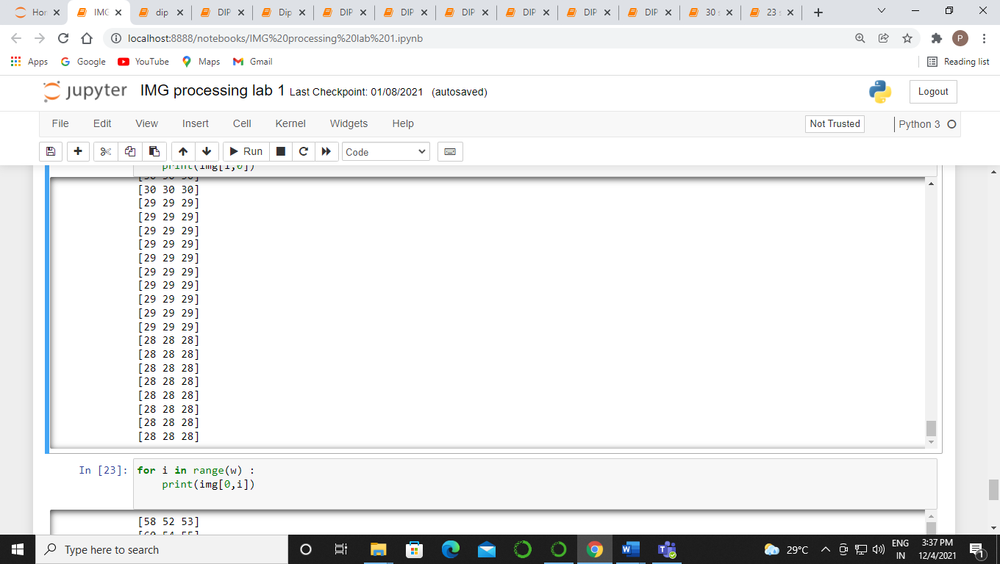 Hor IMG dip DIP Dip DIP DIP DIP DIP DIP DIP 30 s 23 s
localhost:8888/notebooks/IMG%20processing%20lab%201.ipynb P
Apps Google YouTube Maps Gmail Reading list
jupyter IMG processing lab 1 Last Checkpoint: 01/08/2021 (autosaved) Logout
File Edit View Insert Cell Kernel Widgets Help Not Trusted Python 3
Run Code
print(img[i,0])
[30 30 30]
[30 30 30]
[29 29 29]
[29 29 29]
[29 29 29]
[29 29 29]
[29 29 29]
[29 29 29]
[29 29 29]
[29 29 29]
[29 29 29]
[29 29 29]
[28 28 28]
[28 28 28]
[28 28 28]
[28 28 28]
[28 28 28]
[28 28 28]
[28 28 28]
[28 28 28]
In [23]: for i in range(w) :
print(img[0,i])
[58 52 53]
[60 54 55]
Type here to search 29°C ENG 3:37 PM
IN 12/4/2021 1